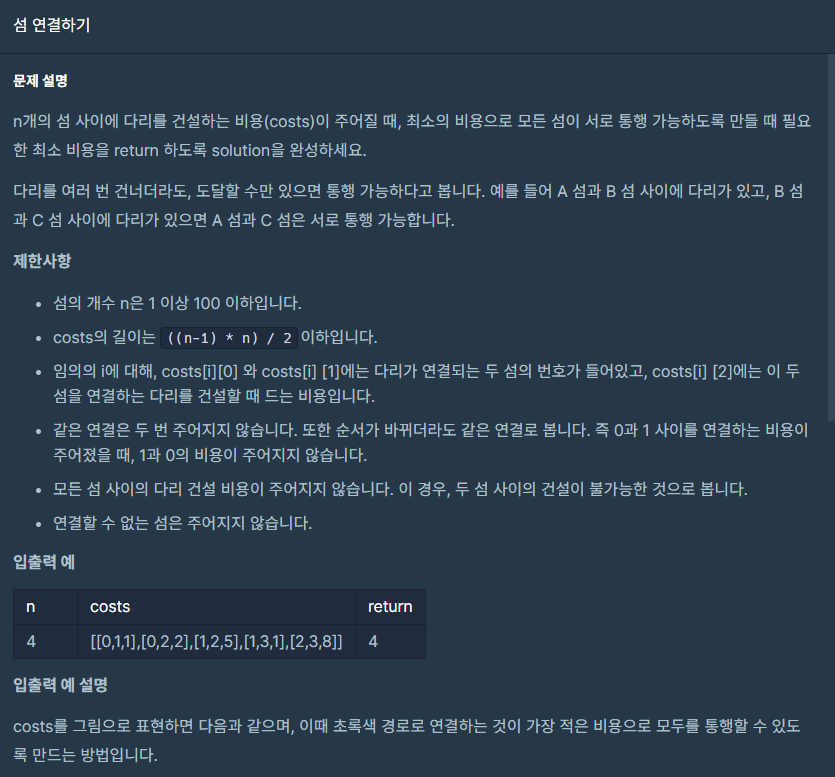 섬 연결하기
문제 설명
n개의 섬 사이에 다리를 건설하는 비용(costs)이 주어질 때, 최소의 비용으로 모든 섬이 서로 통행 가능하도록 만들 때 필요
한 최소 비용을 return 하도록 solution을 완성하세요.
다리를 여러 번 건너더라도, 도달할 수만 있으면 통행 가능하다고 봅니다. 예를 들어 A 섬과 B 섬 사이에 다리가 있고, B 섬
과 C 섬 사이에 다리가 있으면 A 섬과 C 섬은 서로 통행 가능합니다.
제한사항
• 섬의 개수 n은 1 이상 100 이하입니다.
• costs의 길이는 ((n-1) * n) / 2 이하입니다.
• 임의의 i에 대해, costs[i][0] 와 costs[i] [1]에는 다리가 연결되는 두 섬의 번호가 들어있고, costs[i] [2]에는 이 두
섬을 연결하는 다리를 건설할 때 드는 비용입니다.
• 같은 연결은 두 번 주어지지 않습니다. 또한 순서가 바뀌더라도 같은 연결로 봅니다. 즉 0과 1 사이를 연결하는 비용이
주어졌을 때, 1과 0의 비용이 주어지지 않습니다.
• 모든 섬 사이의 다리 건설 비용이 주어지지 않습니다. 이 경우, 두 섬 사이의 건설이 불가능한 것으로 봅니다.
• 연결할 수 없는 섬은 주어지지 않습니다.
입출력 예
n costs return
4 [[0,1,1],[0,2,2],[1,2,5],[1,3,1],[2,3,8]] 4
입출력 예 설명
costs를 그림으로 표현하면 다음과 같으며, 이때 초록색 경로로 연결하는 것이 가장 적은 비용으로 모두를 통행할 수 있도
록 만드는 방법입니다.